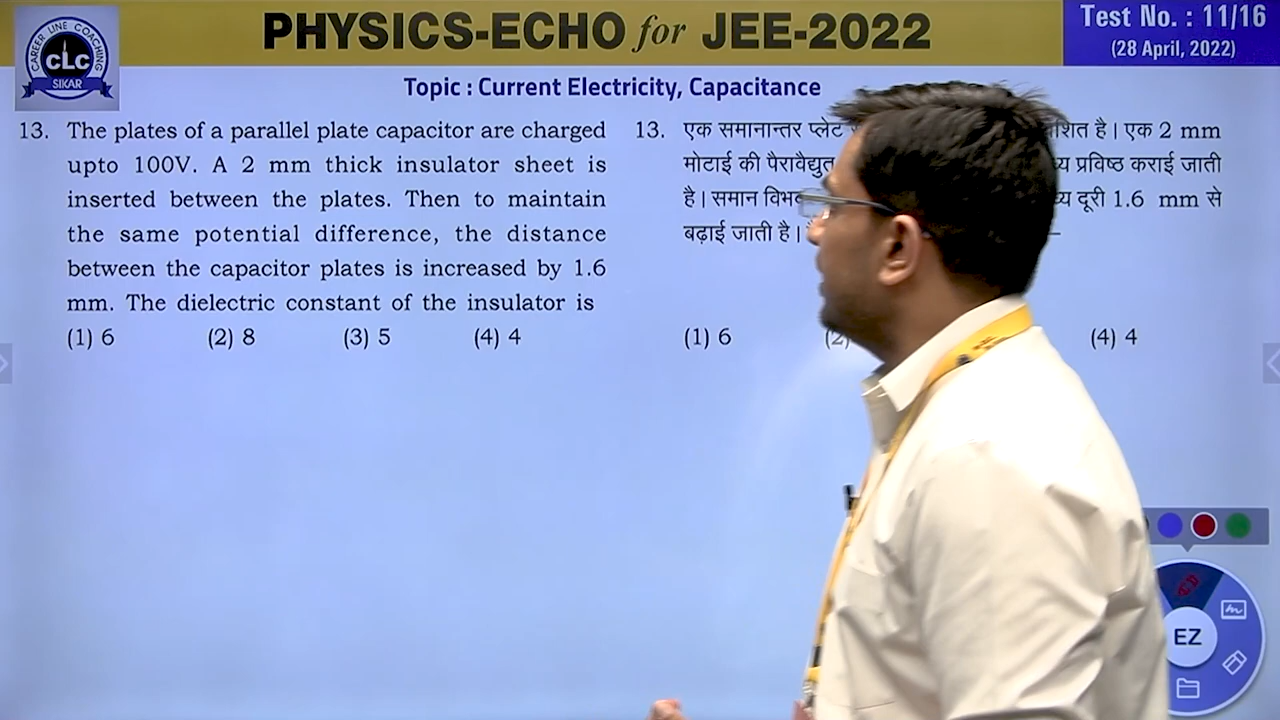 PHYSICS-ECHO for JEE-2022
Test No. : 11/16
(28 April, 2022)
CAREER LINE COACHING
CLC
SIKAR
Topic : Current Electricity, Capacitance
13. The plates of a parallel plate capacitor are charged
upto 100V. A 2 mm thick insulator sheet is
inserted between the plates. Then to maintain
the same potential difference, the distance
between the capacitor plates is increased by 1.6
mm. The dielectric constant of the insulator is
(1) 6 (2) 8 (3) 5 (4) 4
13. एक समानान्तर प्लेट है। एक 2 mm
मोटाई की पैरावैद्युत प्रविष्ठ कराई जाती
है। समान दूरी 1.6 mm से
बढ़ाई जाती है।
(1) 6 (2) (4) 4
EZ